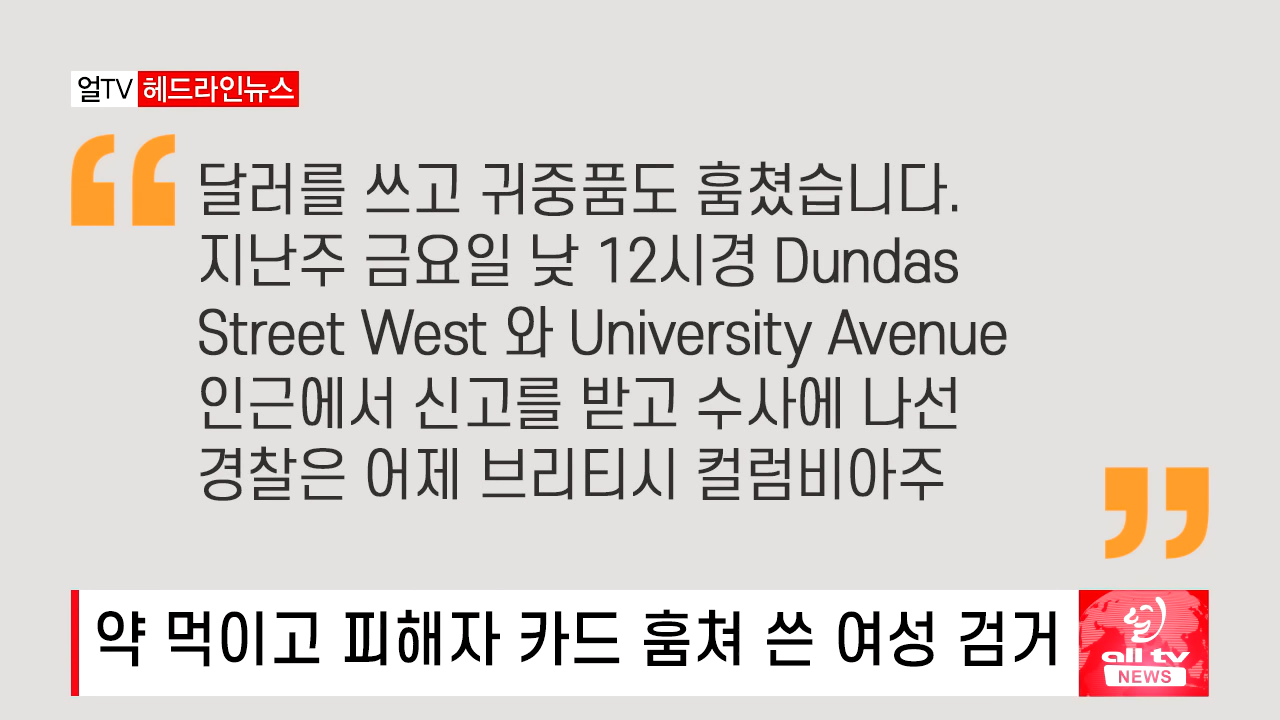 얼TV 헤드라인뉴스
달러를 쓰고 귀중품도 훔쳤습니다.
지난주 금요일 낮 12시경 Dundas
Street West 와 University Avenue
인근에서 신고를 받고 수사에 나선
경찰은 어제 브리티시 컬럼비아주
약 먹이고 피해자 카드 훔쳐 쓴 여성 검거
얼
all tv
NEWS